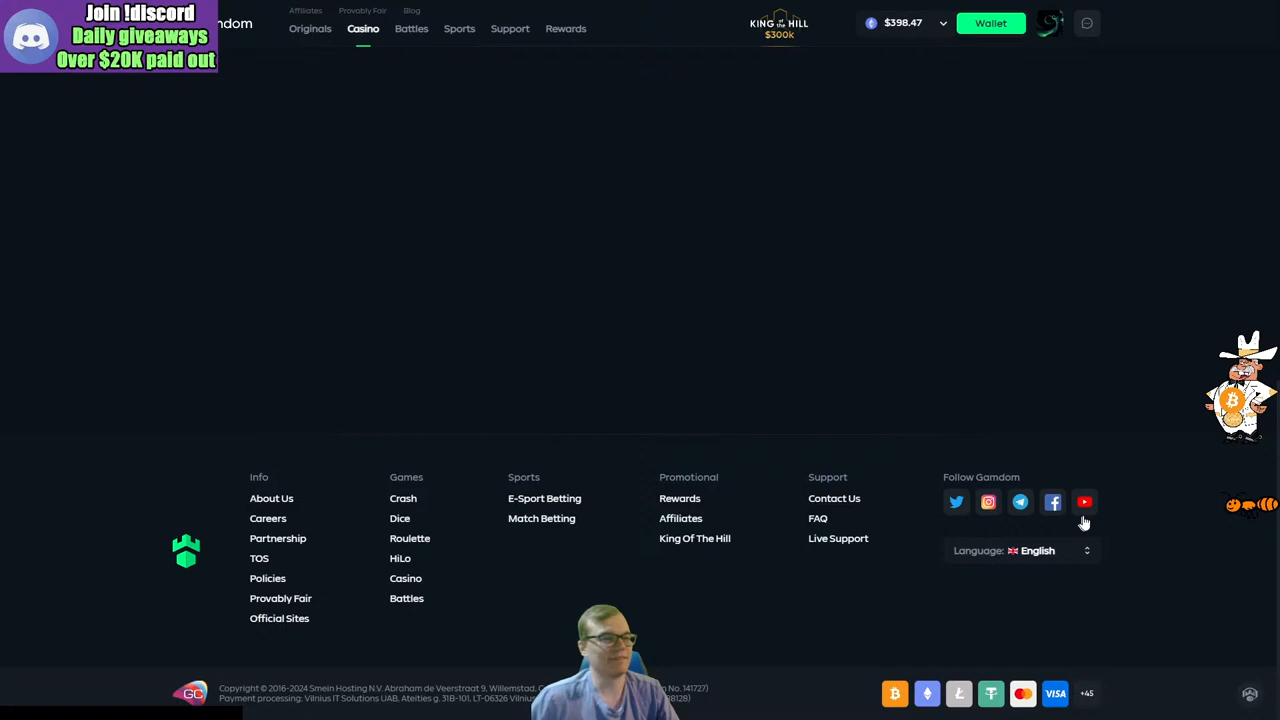 Join !discord
Daily giveaways
Over $20K paid out
Affiliates Provably Fair Blog
Originals Casino Battles Sports Support Rewards
KING of the HILL
$300k
$398.47
Wallet
Info
About Us
Careers
Partnership
TOS
Policies
Provably Fair
Official Sites
Games
Crash
Dice
Roulette
HiLo
Casino
Battles
Sports
E-Sport Betting
Match Betting
Promotional
Rewards
Affiliates
King Of The Hill
Support
Contact Us
FAQ
Live Support
Follow Gamdom
Language: English
GC
Copyright © 2016-2024 Smein Hosting N.V. Abraham de Veerstraat 9, Willemstad, No. 141727)
Payment processing: Vilnius IT Solutions UAB, Ateities g. 31B-101, LT-06326 Vilnius
VISA
+45